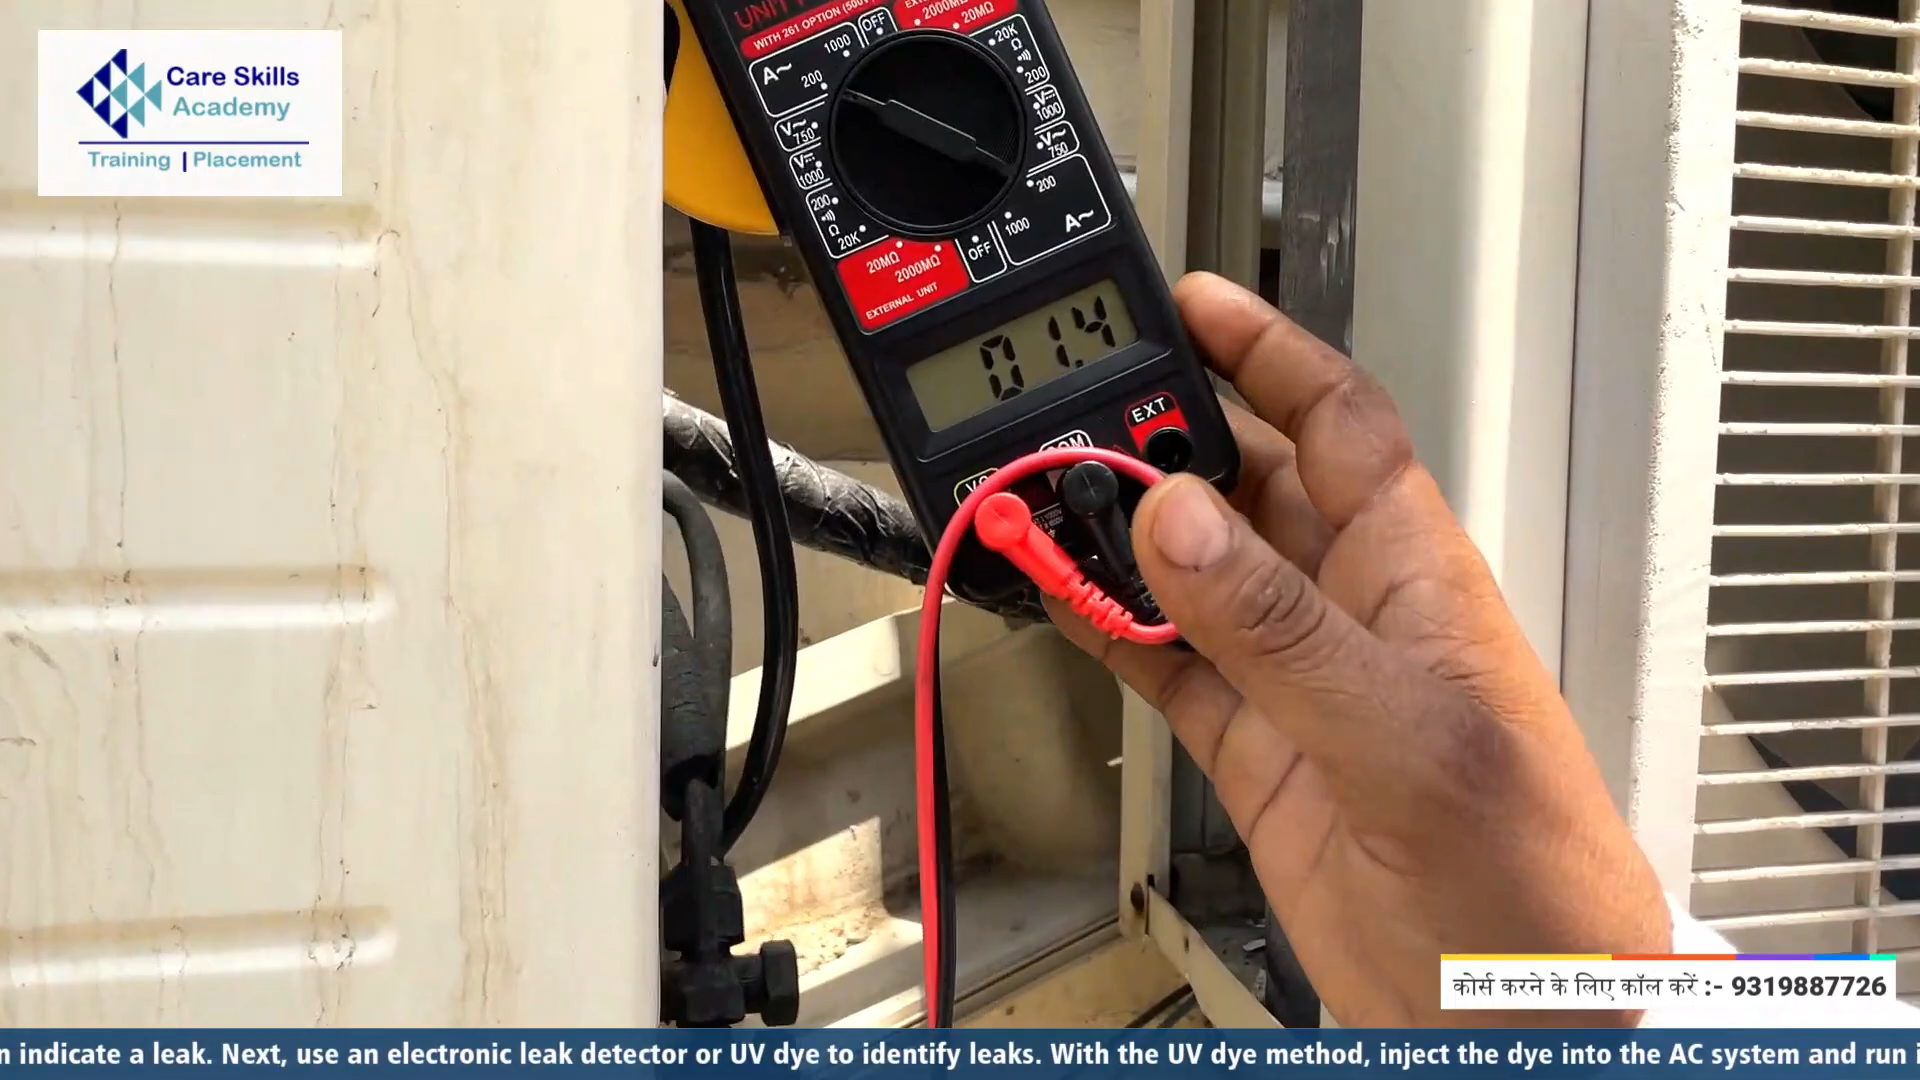 Care Skills
Academy
Training | Placement
WITH 261 OPTION (500V
OFF
2000MΩ
20MΩ
1000
A~
200
V~
750
V⎓
1000
200
Ω
20K
20K
Ω
200
V⎓
1000
V~
750
200
1000
A~
OFF
20MΩ
2000MΩ
EXTERNAL UNIT
01.4
EXT
COM
कोर्स करने के लिए कॉल करें :- 9319887726
n indicate a leak. Next, use an electronic leak detector or UV dye to identify leaks. With the UV dye method, inject the dye into the AC system and run i